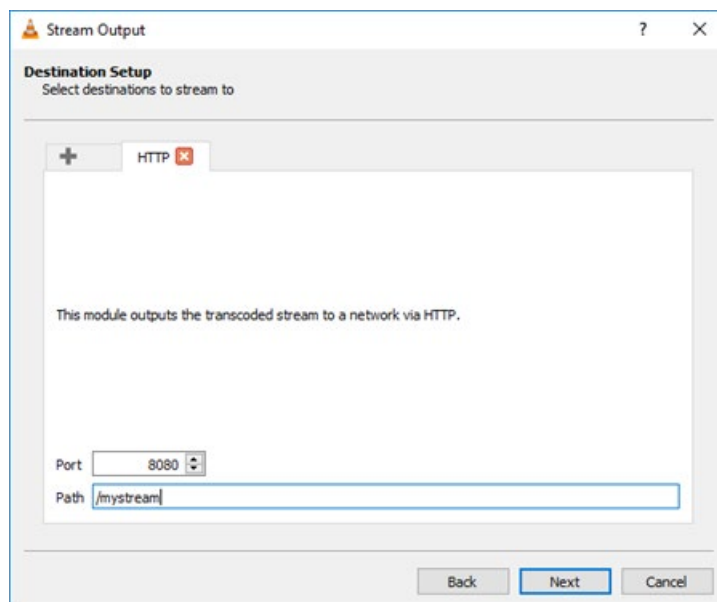 Stream Output
Destination Setup
Select destinations to stream to
HTTP
This module outputs the transcoded stream to a network via HTTP.
Port 8080
Path /mystream
Back Next Cancel